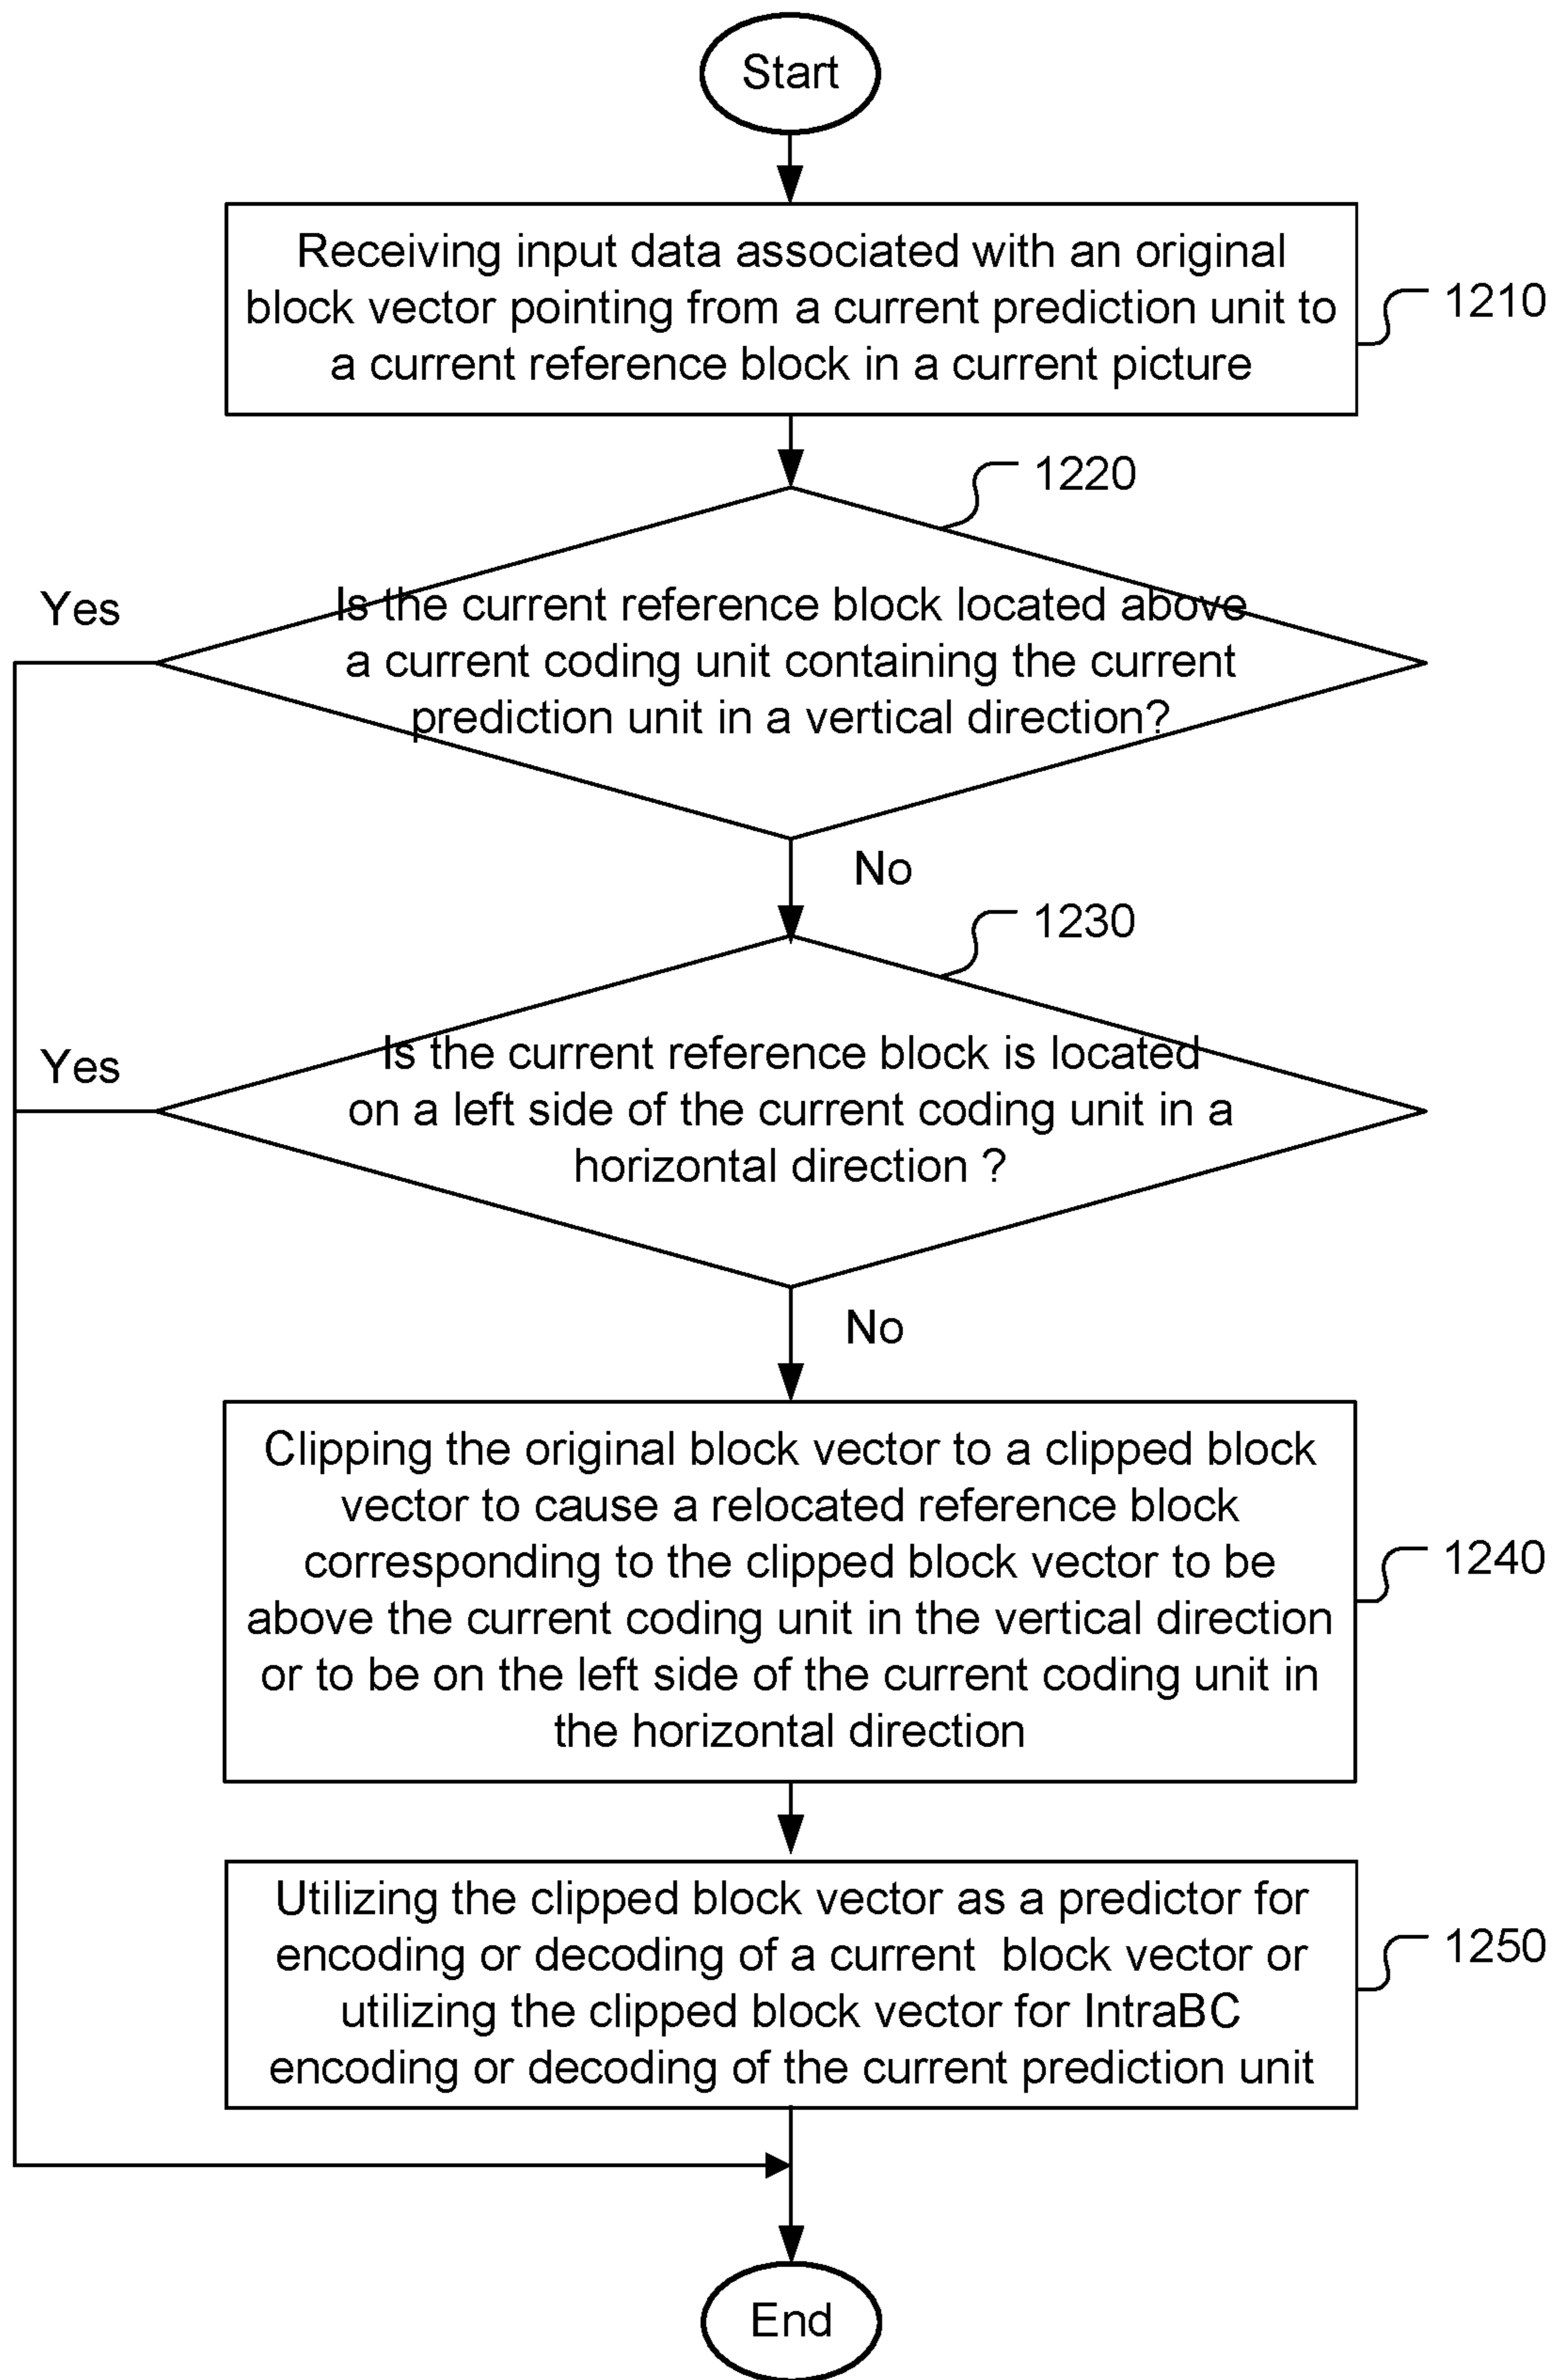 Start
Receiving input data associated with an original
block vector pointing from a current prediction unit to
a current reference block in a current picture
1210
1220
Is the current reference block located above
a current coding unit containing the current
prediction unit in a vertical direction?
Yes
No
1230
Is the current reference block is located
on a left side of the current coding unit in a
horizontal direction ?
Yes
No
Clipping the original block vector to a clipped block
vector to cause a relocated reference block
corresponding to the clipped block vector to be
above the current coding unit in the vertical direction
or to be on the left side of the current coding unit in
the horizontal direction
1240
Utilizing the clipped block vector as a predictor for
encoding or decoding of a current  block vector or
utilizing the clipped block vector for IntraBC
encoding or decoding of the current prediction unit
1250
End